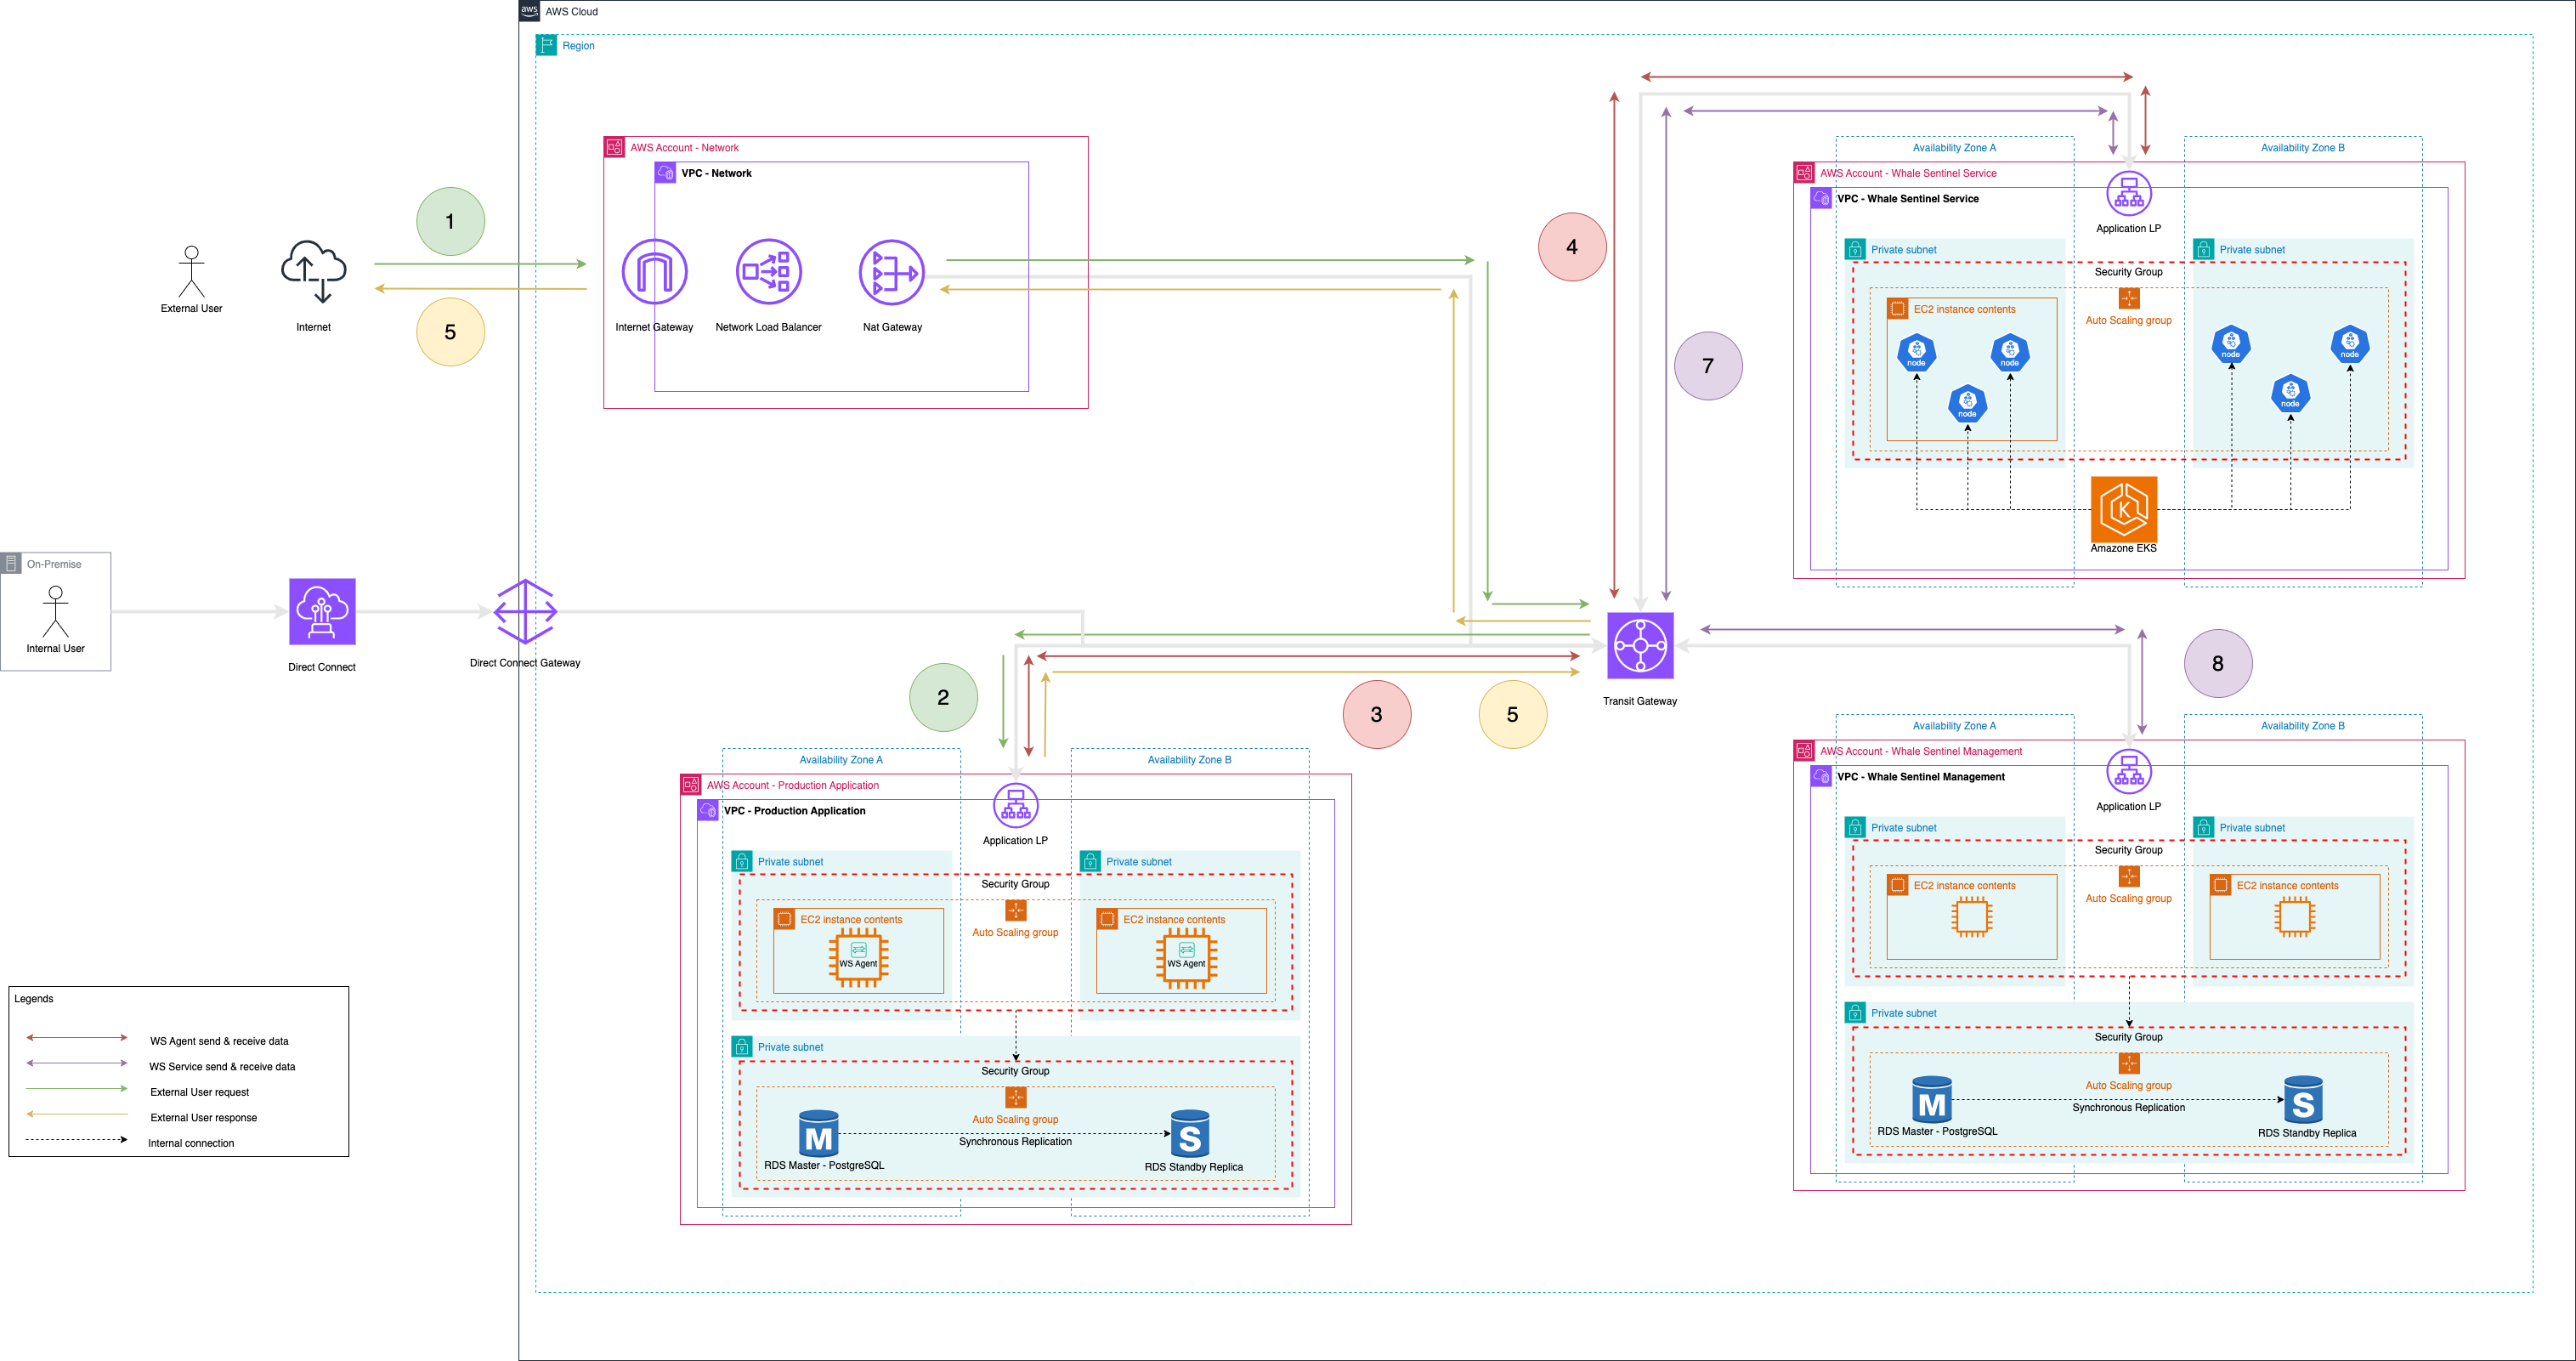 aws
AWS Cloud
Region
AWS Account - Network
VPC - Network
1
External User
Internet
5
Internet Gateway
Network Load Balancer
Nat Gateway
4
7
Availability Zone A
Availability Zone B
AWS Account - Whale Sentinel Service
VPC - Whale Sentinel Service
Application LP
Private subnet
Private subnet
Security Group
EC2 instance contents
Auto Scaling group
node
node
node
node
node
node
K
Amazone EKS
On-Premise
Internal User
Direct Connect
Direct Connect Gateway
Transit Gateway
2
3
5
8
Availability Zone A
Availability Zone B
AWS Account - Production Application
VPC - Production Application
Application LP
Private subnet
Private subnet
Security Group
EC2 instance contents
EC2 instance contents
Auto Scaling group
WS Agent
WS Agent
Private subnet
Security Group
Auto Scaling group
M
S
Synchronous Replication
RDS Master - PostgreSQL
RDS Standby Replica
Availability Zone A
Availability Zone B
AWS Account - Whale Sentinel Management
VPC - Whale Sentinel Management
Application LP
Private subnet
Private subnet
Security Group
EC2 instance contents
EC2 instance contents
Auto Scaling group
Private subnet
Security Group
Auto Scaling group
M
S
Synchronous Replication
RDS Master - PostgreSQL
RDS Standby Replica
Legends
WS Agent send & receive data
WS Service send & receive data
External User request
External User response
Internal connection